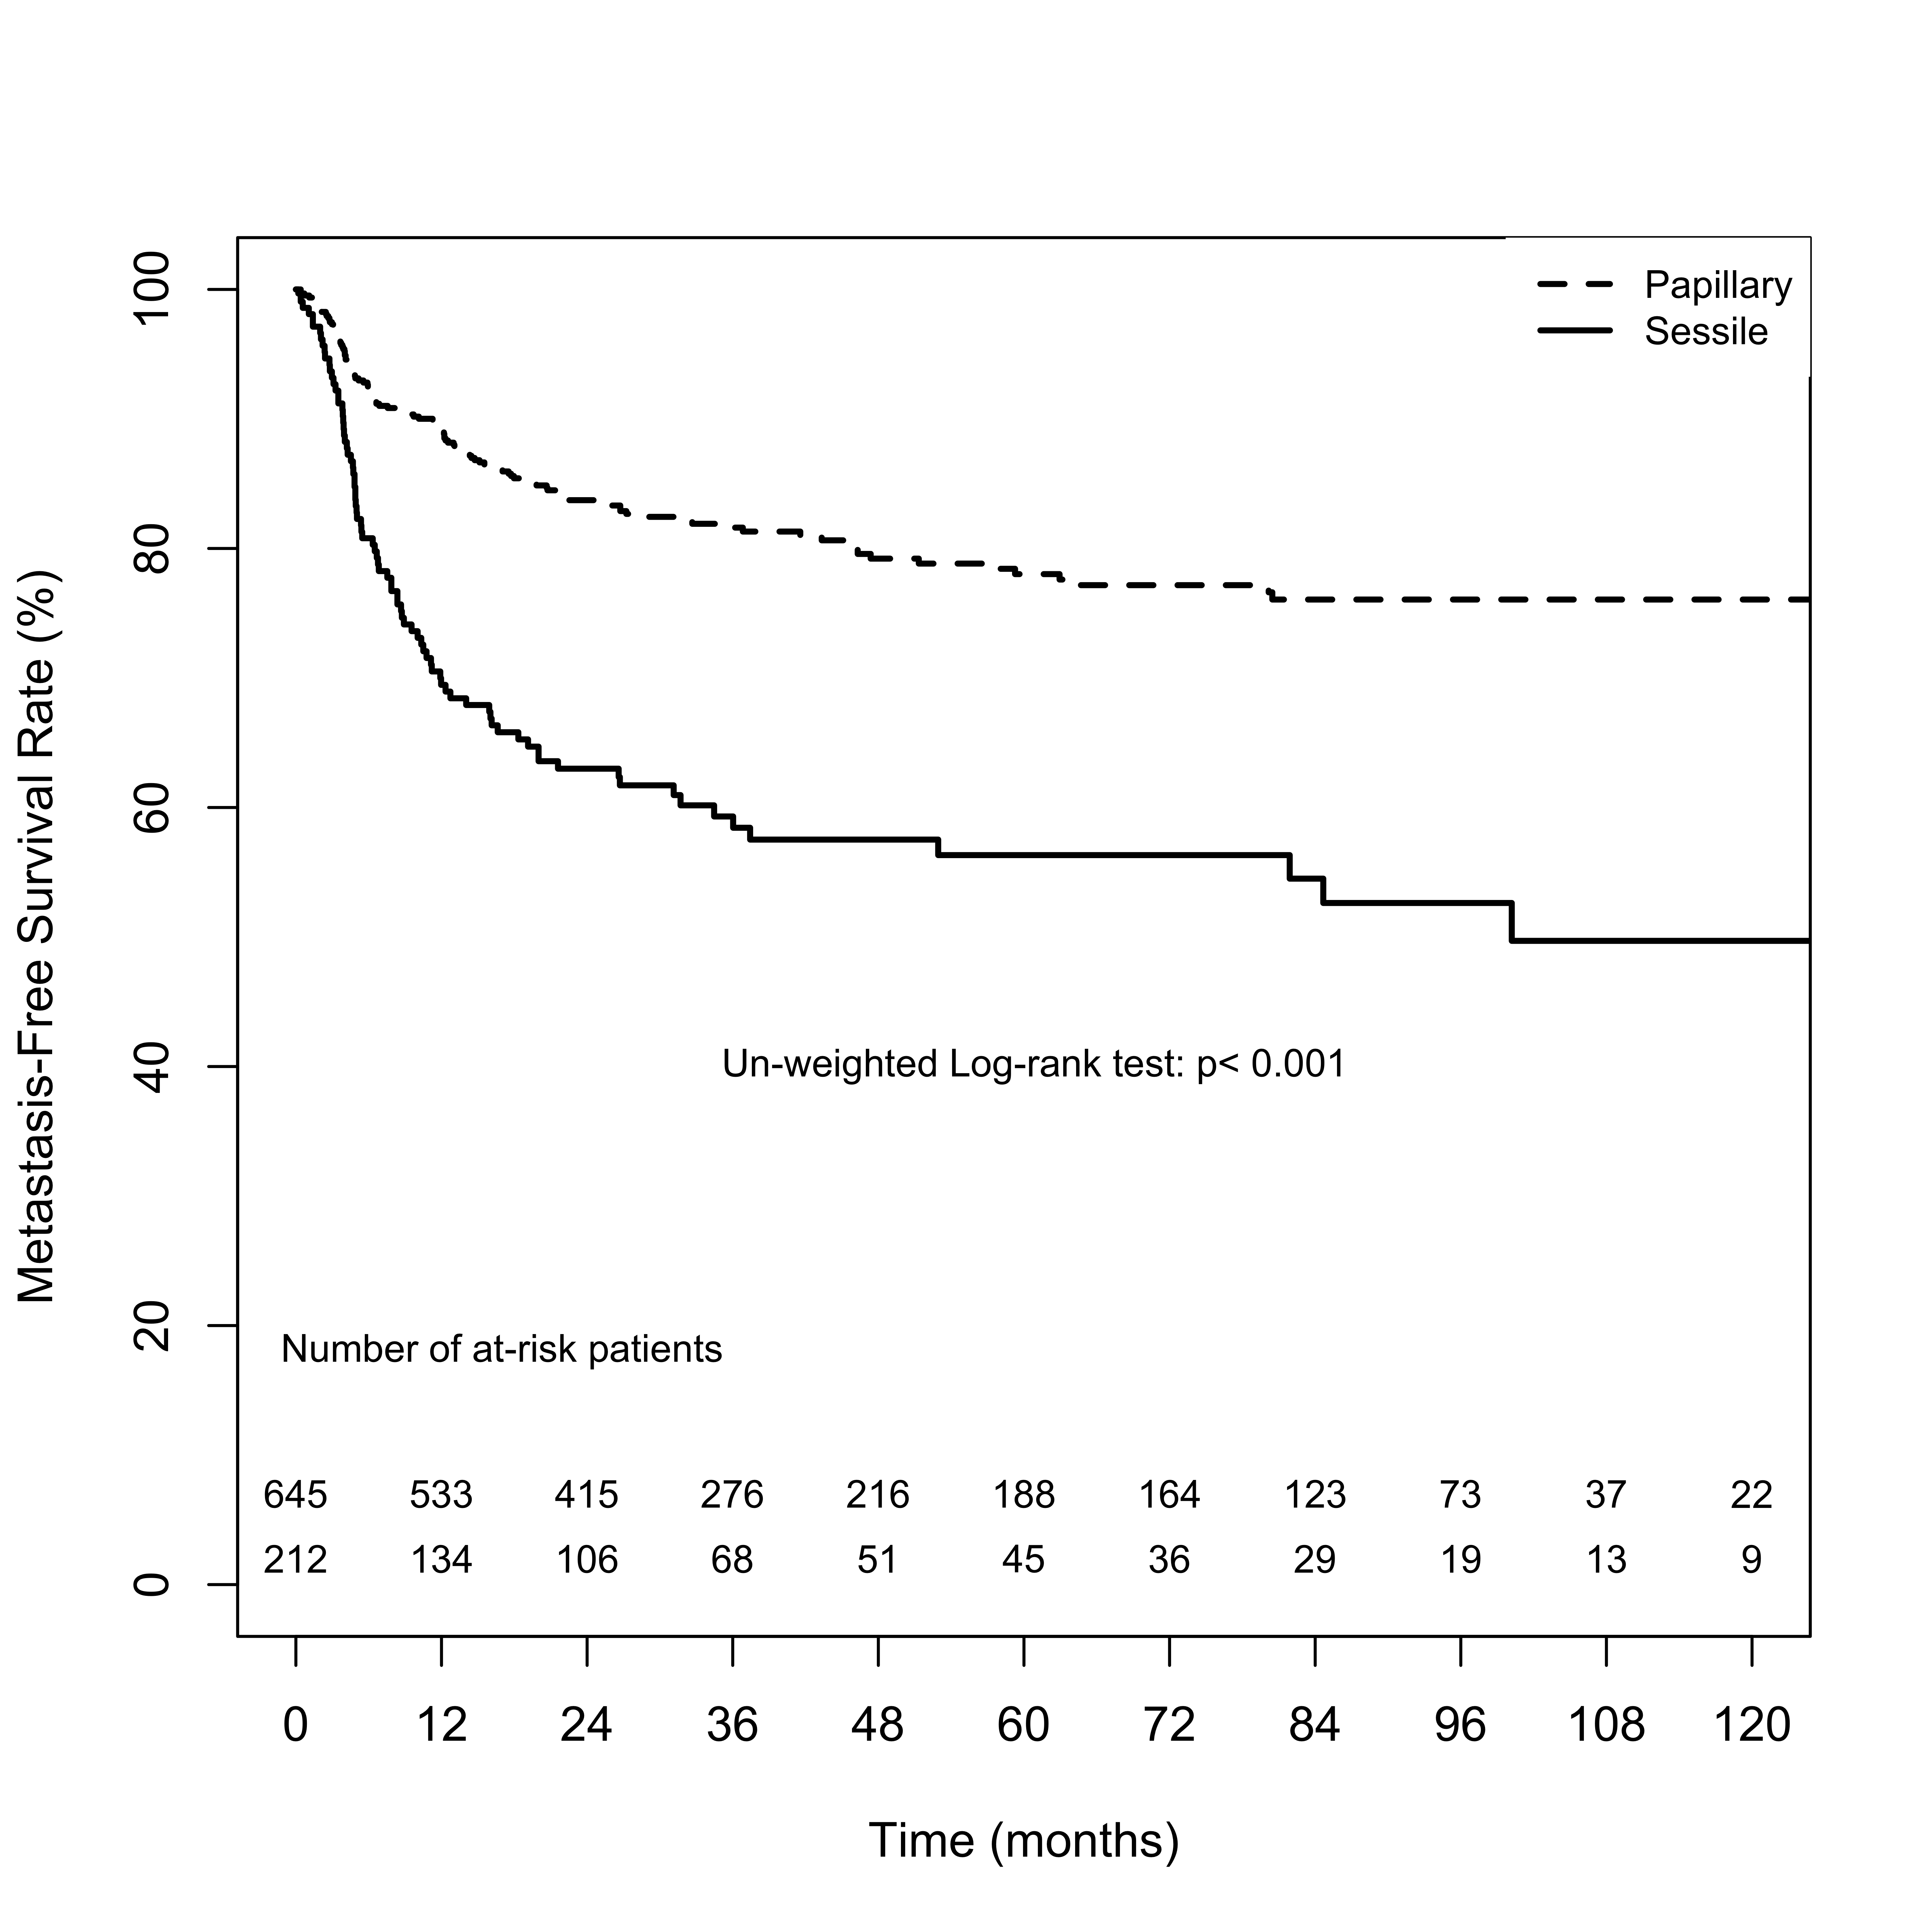 Papillary
Sessile
Metastasis-Free Survival Rate (%)
100
80
60
40
20
0
Un-weighted Log-rank test: p< 0.001
Number of at-risk patients
645 533 415 276 216 188 164 123 73 37 22
212 134 106 68 51 45 36 29 19 13 9
0 12 24 36 48 60 72 84 96 108 120
Time (months)